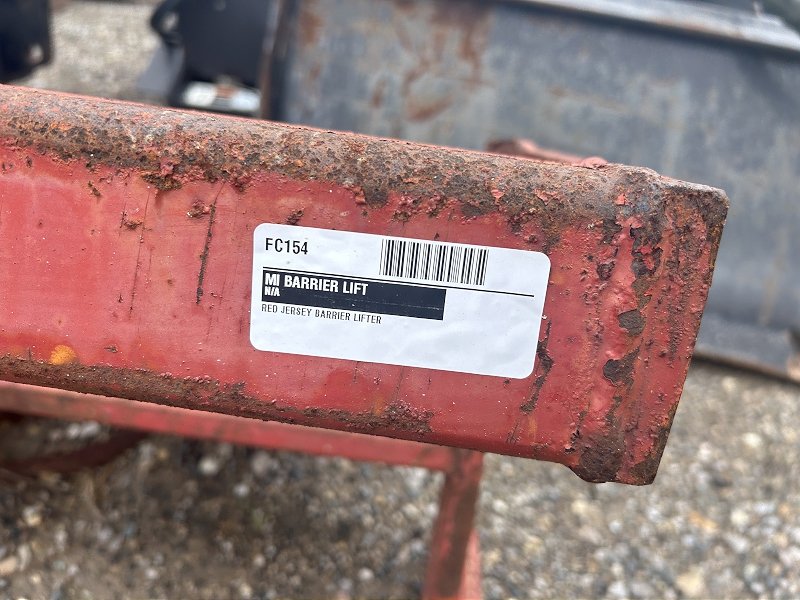 FC154
MI BARRIER LIFT
N/A
RED JERSEY BARRIER LIFTER